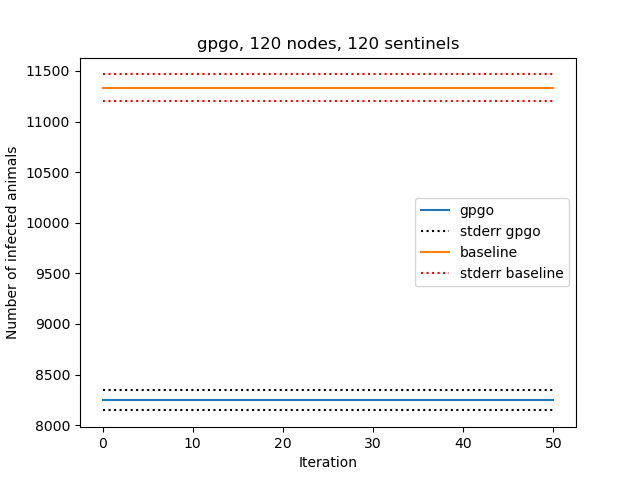 gpgo, 120 nodes, 120 sentinels
Number of infected animals
11500
11000
10500
10000
9500
9000
8500
8000
gpgo
stderr gpgo
baseline
stderr baseline
0 10 20 30 40 50
Iteration